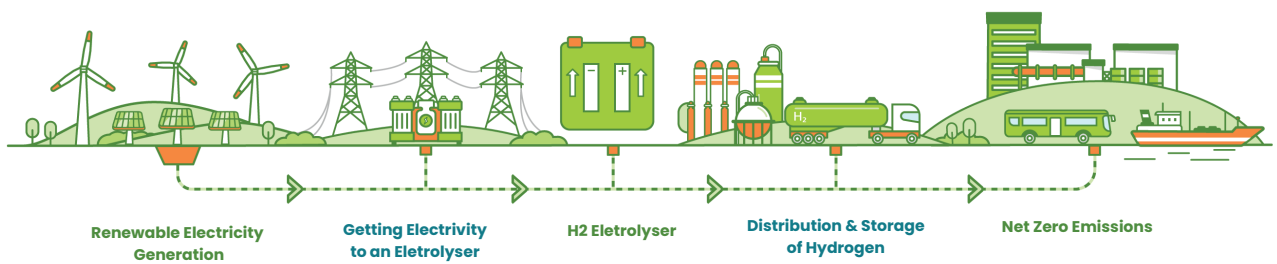 H₂
Renewable Electricity
Generation
Getting Electrivity
to an Eletrolyser
H2 Eletrolyser
Distribution & Storage
of Hydrogen
Net Zero Emissions